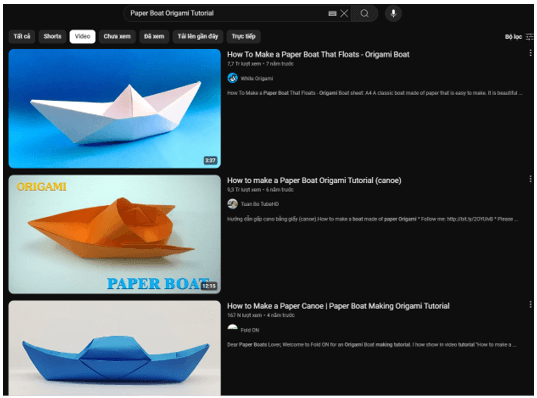 Paper Boat Origami Tutorial
Tất cả Shorts Video Chưa xem Đã xem Tải lên gần đây Trực tiếp Bộ lọc
How To Make a Paper Boat That Floats - Origami Boat
7,7 Tr lượt xem • 7 năm trước
White Origami
How To Make a Paper Boat That Floats - Origami Boat sheet: A4 A classic boat made of paper that is easy to make. It is beautiful ...
3:37
How to make a Paper Boat Origami Tutorial (canoe)
9,3 Tr lượt xem • 6 năm trước
Tuan Bo TubeHD
Hướng dẫn gấp cano bằng giấy (canoe).How to make a boat made of paper Origami * Follow me: * Please ...
ORIGAMI
PAPER BOAT
12:15
How to Make a Paper Canoe | Paper Boat Making Origami Tutorial
167 N lượt xem • 4 năm trước
Fold ON
Dear Paper Boats Lover, Welcome to Fold ON for an Origami Boat making tutorial. I how show in video tutorial "How to make a ...